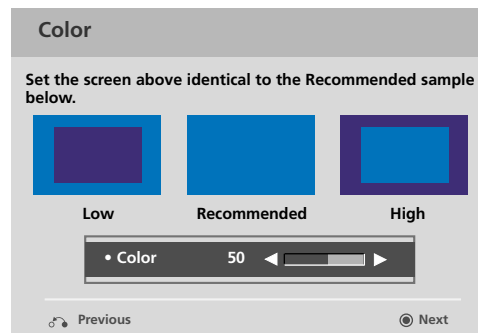 Color
Set the screen above identical to the Recommended sample
below.
Low Recommended High
• Color 50
Previous Next